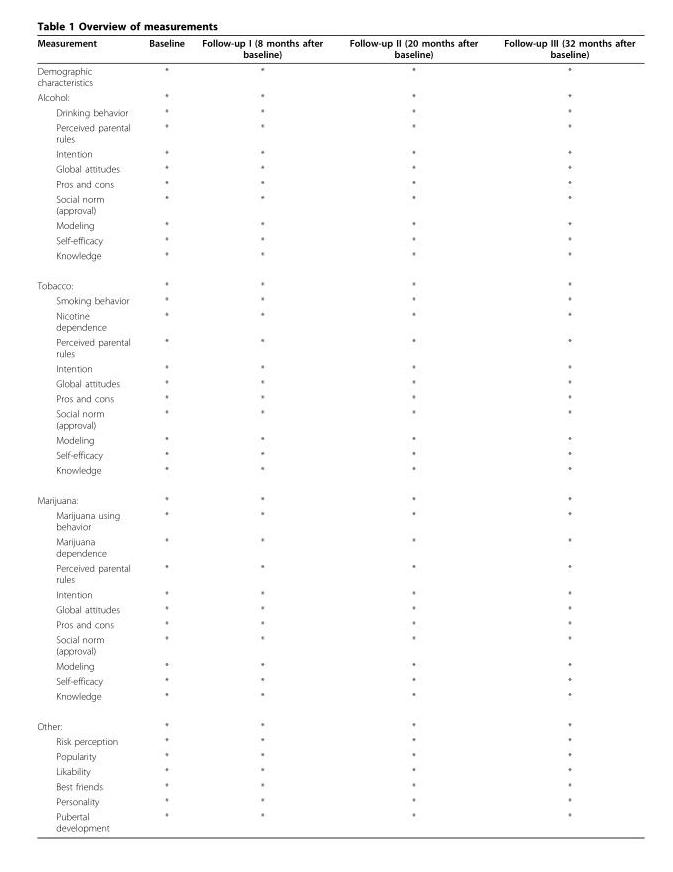 Table 1 Overview of measurements
Measurement Baseline Follow-up I (8 months after baseline) Follow-up II (20 months after baseline) Follow-up III (32 months after baseline)
Demographic characteristics * * * *
Alcohol: * * * *
Drinking behavior * * * *
Perceived parental rules * * * *
Intention * * * *
Global attitudes * * * *
Pros and cons * * * *
Social norm (approval) * * * *
Modeling * * * *
Self-efficacy * * * *
Knowledge * * * *
Tobacco: * * * *
Smoking behavior * * * *
Nicotine dependence * * * *
Perceived parental rules * * * *
Intention * * * *
Global attitudes * * * *
Pros and cons * * * *
Social norm (approval) * * * *
Modeling * * * *
Self-efficacy * * * *
Knowledge * * * *
Marijuana: * * * *
Marijuana using behavior * * * *
Marijuana dependence * * * *
Perceived parental rules * * * *
Intention * * * *
Global attitudes * * * *
Pros and cons * * * *
Social norm (approval) * * * *
Modeling * * * *
Self-efficacy * * * *
Knowledge * * * *
Other: * * * *
Risk perception * * * *
Popularity * * * *
Likability * * * *
Best friends * * * *
Personality * * * *
Pubertal development * * * *